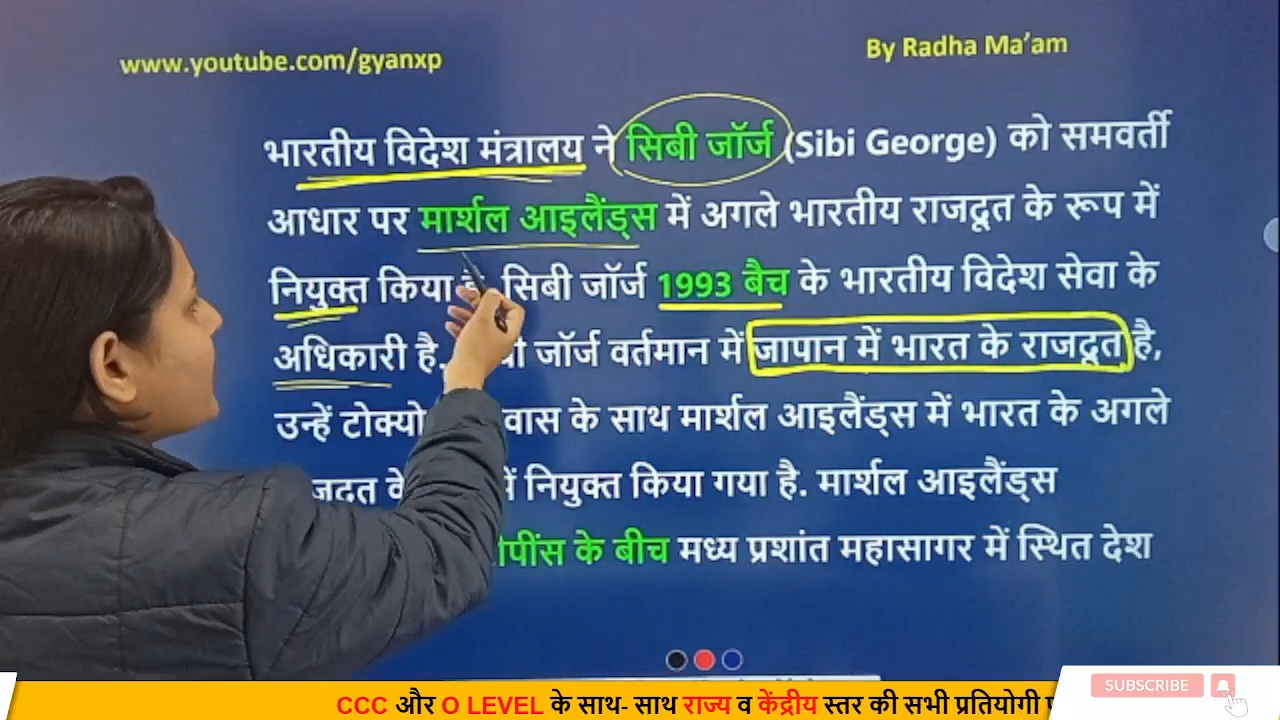 www.youtube.com/gyanxp
By Radha Ma’am
भारतीय विदेश मंत्रालय ने सिबी जॉर्ज (Sibi George) को समवर्ती
आधार पर मार्शल आइलैंड्स में अगले भारतीय राजदूत के रूप में
नियुक्त किया सिबी जॉर्ज 1993 बैच के भारतीय विदेश सेवा के
अधिकारी है. जॉर्ज वर्तमान में जापान में भारत के राजदूत है,
उन्हें टोक्यो के साथ मार्शल आइलैंड्स में भारत के अगले
नियुक्त किया गया है. मार्शल आइलैंड्स
के बीच मध्य प्रशांत महासागर में स्थित देश
CCC और O LEVEL के साथ- साथ राज्य व केंद्रीय स्तर की सभी प्रतियोगी
SUBSCRIBE